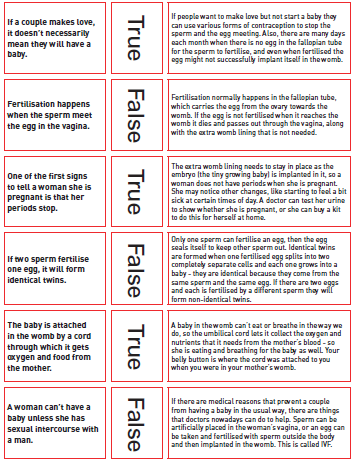 If a couple makes love,
it doesn't necessarily
mean they will have a
baby.
True
If people want to make love but not start a baby they
can use various forms of contraception to stop the
sperm and the egg meeting. Also, there are many days
each month when there is no egg in the fallopian tube
for the sperm to fertilise, and even when fertilised the
egg might not successfully implant itself in the womb.
Fertilisation happens
when the sperm meet
the egg in the vagina.
False
Fertilisation normally happens in the fallopian tube,
which carries the egg from the ovary towards the
womb. If the egg is not fertilised when it reaches the
womb it dies and passes out through the vagina, along
with the extra womb lining that is not needed.
One of the first signs
to tell a woman she is
pregnant is that her
periods stop.
True
The extra womb lining needs to stay in place as the
embryo (the tiny growing baby) is implanted in it, so a
woman does not have periods when she is pregnant.
She may notice other changes, like starting to feel a bit
sick at certain times of day. A doctor can test her urine
to show whether she is pregnant, or she can buy a kit
to do this for herself at home.
If two sperm fertilise
one egg, it will form
identical twins.
False
Only one sperm can fertilise an egg, then the egg
seals itself to keep other sperm out. Identical twins
are formed when one fertilised egg splits into two
completely separate cells and each one grows into a
baby - they are identical because they come from the
same sperm and the same egg. If there are two eggs
and each is fertilised by a different sperm they will
form non-identical twins.
The baby is attached
in the womb by a cord
through which it gets
oxygen and food from
the mother.
True
A baby in the womb can't eat or breathe in the way we
do, so the umbilical cord lets it collect the oxygen and
nutrients that it needs from the mother's blood - so
she is eating and breathing for the baby as well. Your
belly button is where the cord was attached to you
when you were in your mother's womb.
A woman can't have a
baby unless she has
sexual intercourse with
a man.
False
If there are medical reasons that prevent a couple
from having a baby in the usual way, there are things
that doctors nowadays can do to help. Sperm can be
artificially placed in the woman's vagina, or an egg can
be taken and fertilised with sperm outside the body
and then implanted in the womb. This is called IVF.